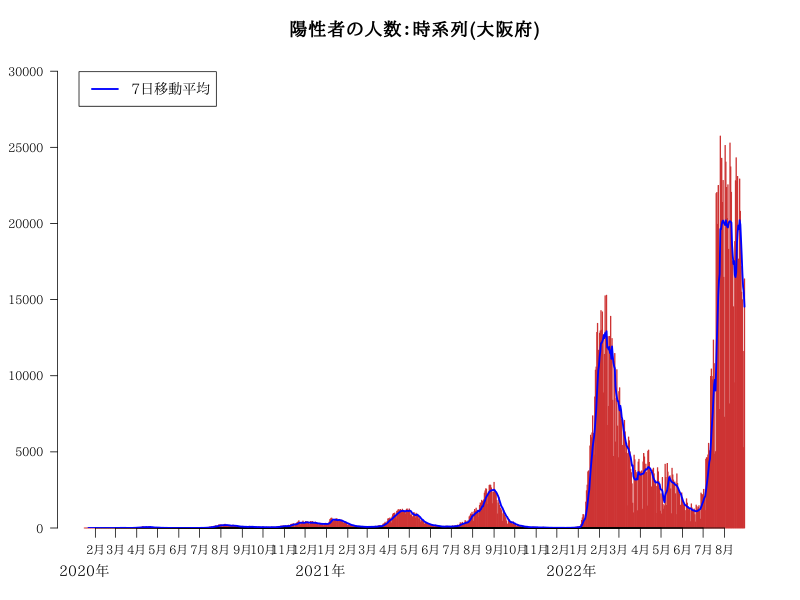 陽性者の人数:時系列(大阪府)
30000
7日移動平均
25000
20000
15000
10000
5000
0
2月 3月 4月 5月 6月 7月 8月 9月 10月 11月 12月 1月 2月 3月 4月 5月 6月 7月 8月 9月 10月 11月 12月 1月 2月 3月 4月 5月 6月 7月 8月
2020年 2021年 2022年